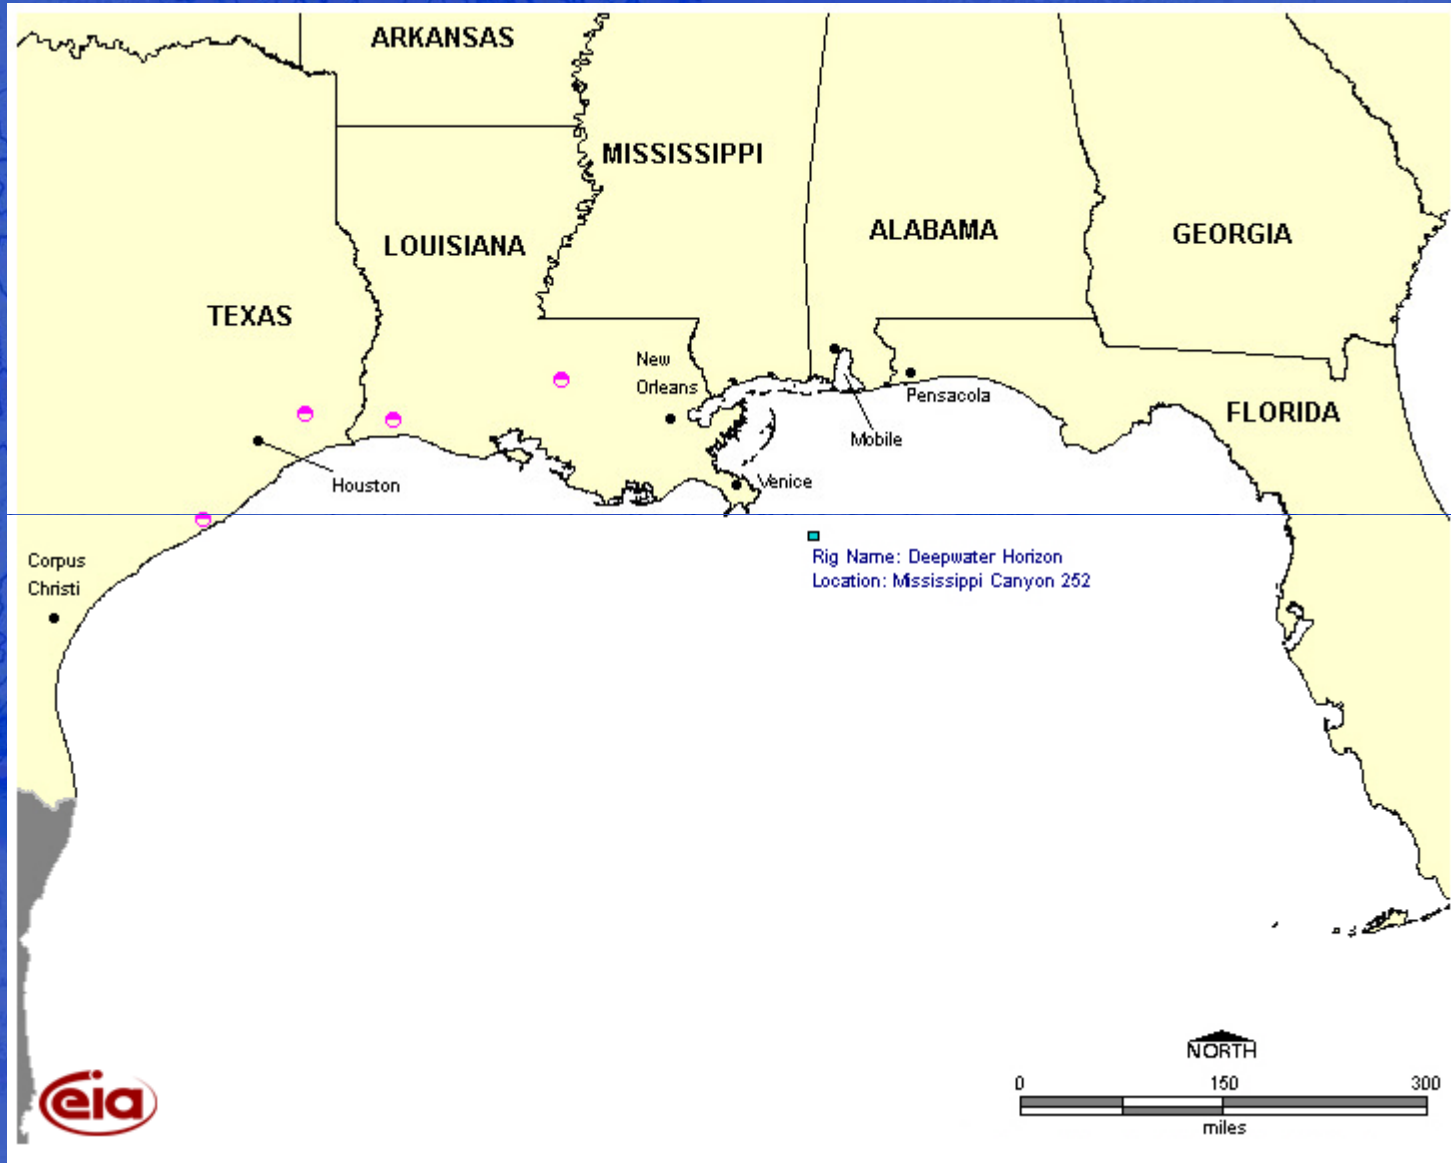 ARKANSAS
MISSISSIPPI
ALABAMA
GEORGIA
LOUISIANA
TEXAS
New
Orleans
Pensacola
FLORIDA
Mobile
Houston
Venice
Corpus
Christi
Rig Name: Deepwater Horizon
Location: Mississippi Canyon 252
NORTH
0 150 300
miles
eia